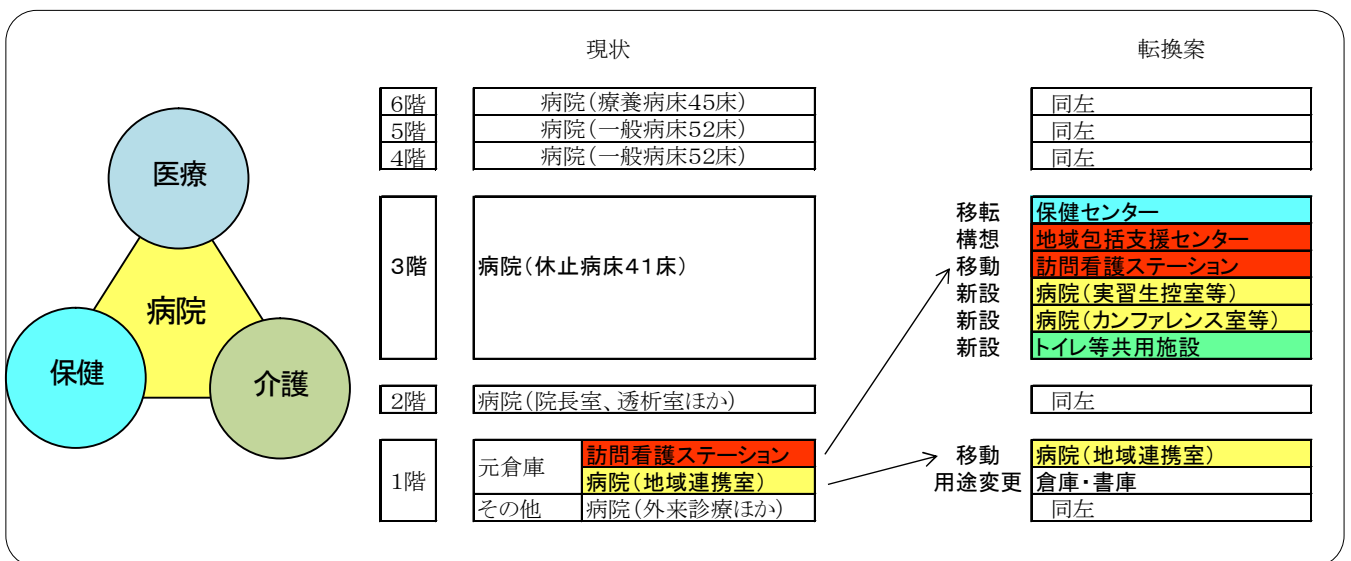 現状 転換案
医療
病院
保健
介護
6階 病院(療養病床45床) 同左
5階 病院(一般病床52床) 同左
4階 病院(一般病床52床) 同左
3階 病院(休止病床41床)
移転 保健センター
構想 地域包括支援センター
移動 訪問看護ステーション
新設 病院(実習生控室等)
新設 病院(カンファレンス室等)
新設 トイレ等共用施設
2階 病院(院長室、透析室ほか) 同左
1階 元倉庫 訪問看護ステーション
病院(地域連携室)
その他 病院(外来診療ほか)
移動 病院(地域連携室)
用途変更 倉庫・書庫
同左